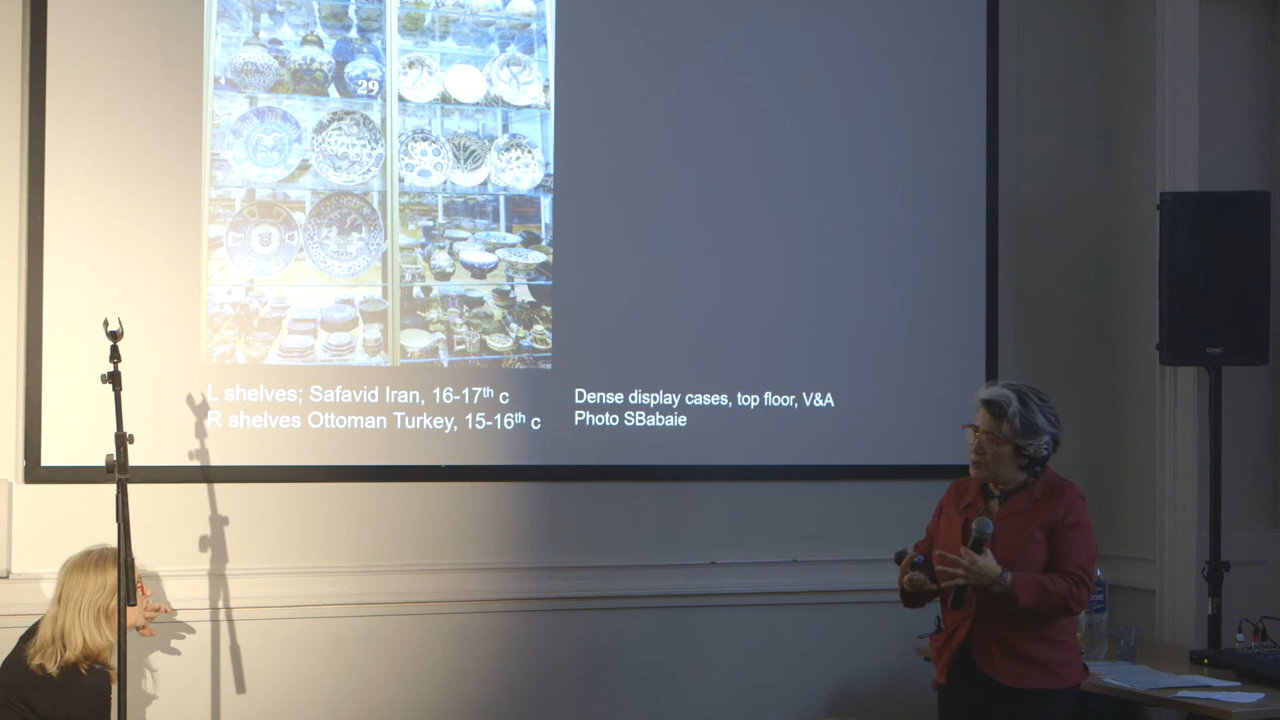 29
L shelves; Safavid Iran, 16-17th c
R shelves Ottoman Turkey, 15-16th c
Dense display cases, top floor, V&A
Photo SBabaie